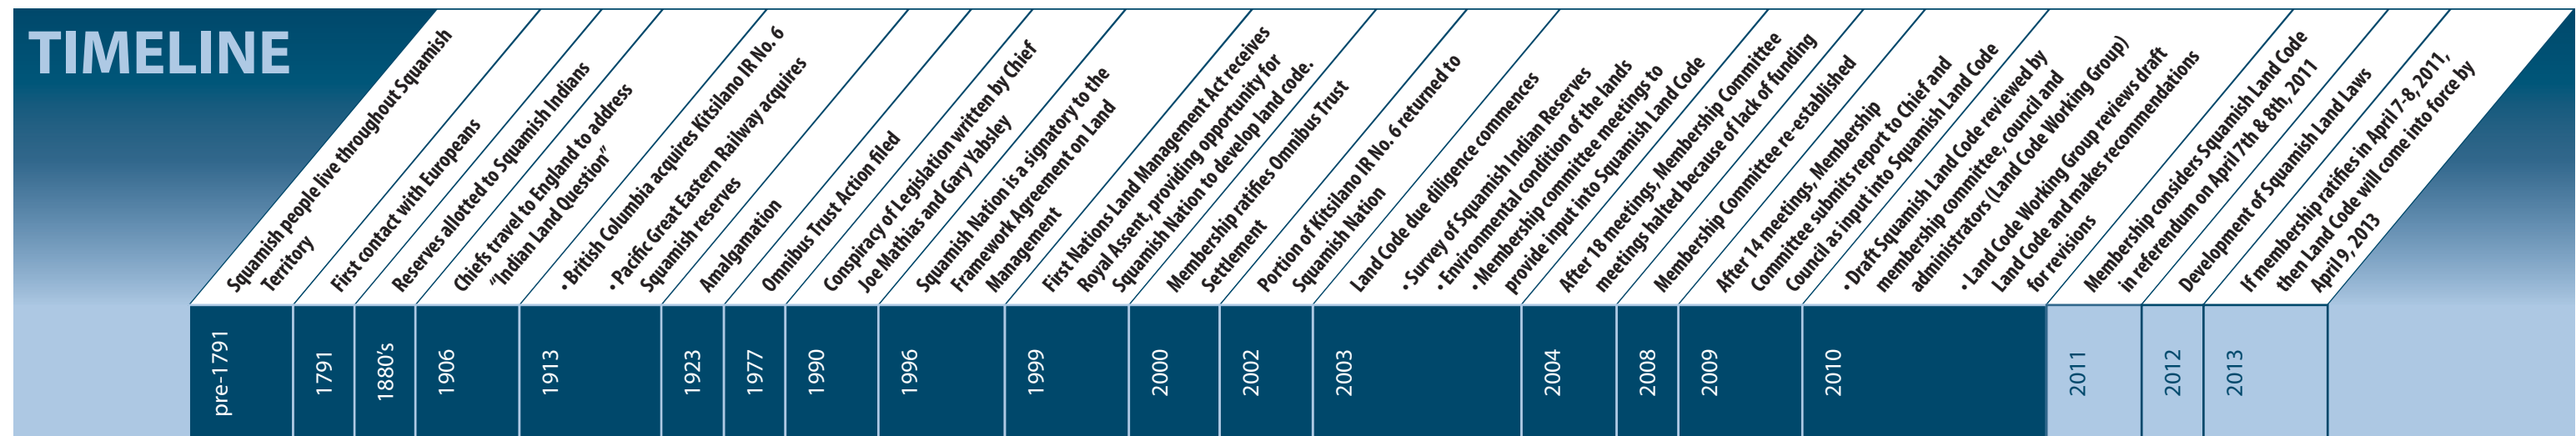 TIMELINE
Squamish people live throughout Squamish
Territory
First contact with Europeans
Reserves allotted to Squamish Indians
Chiefs travel to England to address
“Indian Land Question”
• British Columbia acquires Kitsilano IR No. 6
• Pacific Great Eastern Railway acquires
Squamish reserves
Amalgamation
Omnibus Trust Action filed
Conspiracy of Legislation written by Chief
Joe Mathias and Gary Yabsley
Squamish Nation is a signatory to the
Framework Agreement on Land
Management
First Nations Land Management Act receives
Royal Assent, providing opportunity for
Squamish Nation to develop land code.
Membership ratifies Omnibus Trust
Settlement
Portion of Kitsilano IR No. 6 returned to
Squamish Nation
Land Code due diligence commences
• Survey of Squamish Indian Reserves
• Environmental condition of the lands
• Membership committee meetings to
provide input into Squamish Land Code
After 18 meetings, Membership Committee
meetings halted because of lack of funding
Membership Committee re-established
After 14 meetings, Membership
Committee submits report to Chief and
Council as input into Squamish Land Code
• Draft Squamish Land Code reviewed by
membership committee, council and
administrators (Land Code Working Group)
• Land Code Working Group reviews draft
Land Code and makes recommendations
for revisions
Membership considers Squamish Land Code
in referendum on April 7th & 8th, 2011
Development of Squamish Land Laws
If membership ratifies in April 7-8, 2011,
then Land Code will come into force by
April 9, 2013
pre-1791
1791
1880’s
1906
1913
1923
1977
1990
1996
1999
2000
2002
2003
2004
2008
2009
2010
2011
2012
2013